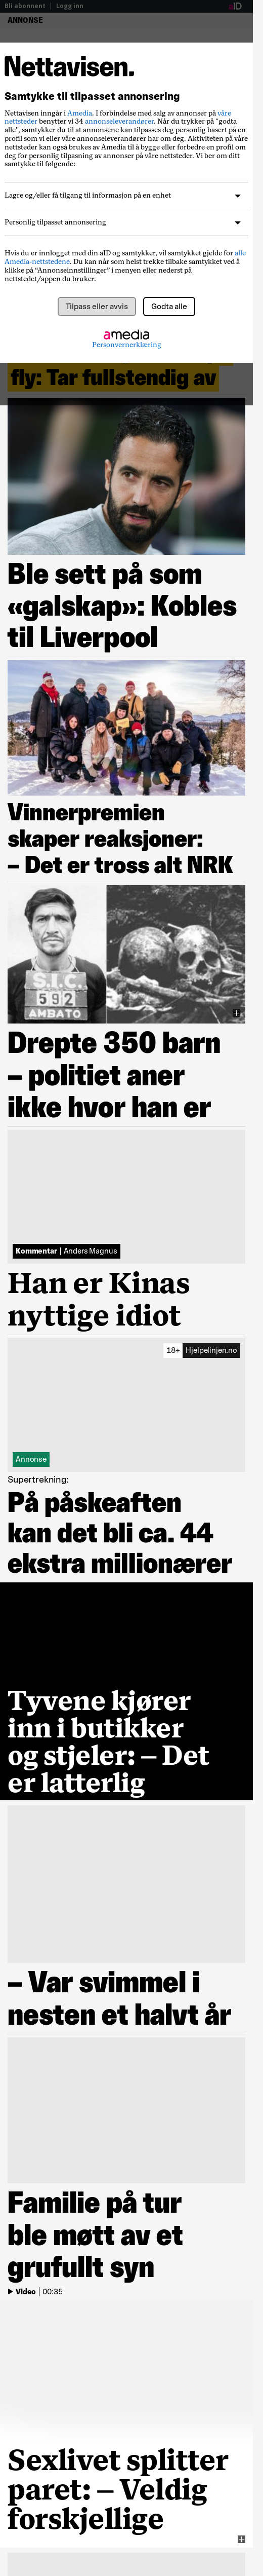 Bli abonnent | Logg inn
aID
ANNONSE
Nettavisen.
Samtykke til tilpasset annonsering
Nettavisen inngår i Amedia. I forbindelse med salg av annonser på våre
nettsteder benytter vi 34 annonseleverandører. Når du trykker på "godta
alle", samtykker du til at annonsene kan tilpasses deg personlig basert på en
profil som vi eller våre annonseleverandører har om deg. Aktiviteten på våre
nettsteder kan også brukes av Amedia til å bygge eller forbedre en profil om
deg for personlig tilpasning av annonser på våre nettsteder. Vi ber om ditt
samtykke til følgende:
Lagre og/eller få tilgang til informasjon på en enhet
Personlig tilpasset annonsering
Hvis du er innlogget med din aID og samtykker, vil samtykket gjelde for alle
Amedia-nettstedene. Du kan når som helst trekke tilbake samtykket ved å
klikke på “Annonseinnstillinger” i menyen eller nederst på
nettstedet/appen du bruker.
Tilpass eller avvis
Godta alle
amedia
Personvernerklæring
fly: Tar fullstendig av
Ble sett på som
«galskap»: Kobles
til Liverpool
Vinnerpremien
skaper reaksjoner:
– Det er tross alt NRK
O.I.C.
592
AMBATO
Drepte 350 barn
– politiet aner
ikke hvor han er
Kommentar | Anders Magnus
Han er Kinas
nyttige idiot
18+ Hjelpelinjen.no
Annonse
Supertrekning:
På påskeaften
kan det bli ca. 44
ekstra millionærer
Tyvene kjører
inn i butikker
og stjeler: – Det
er latterlig
– Var svimmel i
nesten et halvt år
Familie på tur
ble møtt av et
grufullt syn
Video | 00:35
Sexlivet splitter
paret: – Veldig
forskjellige